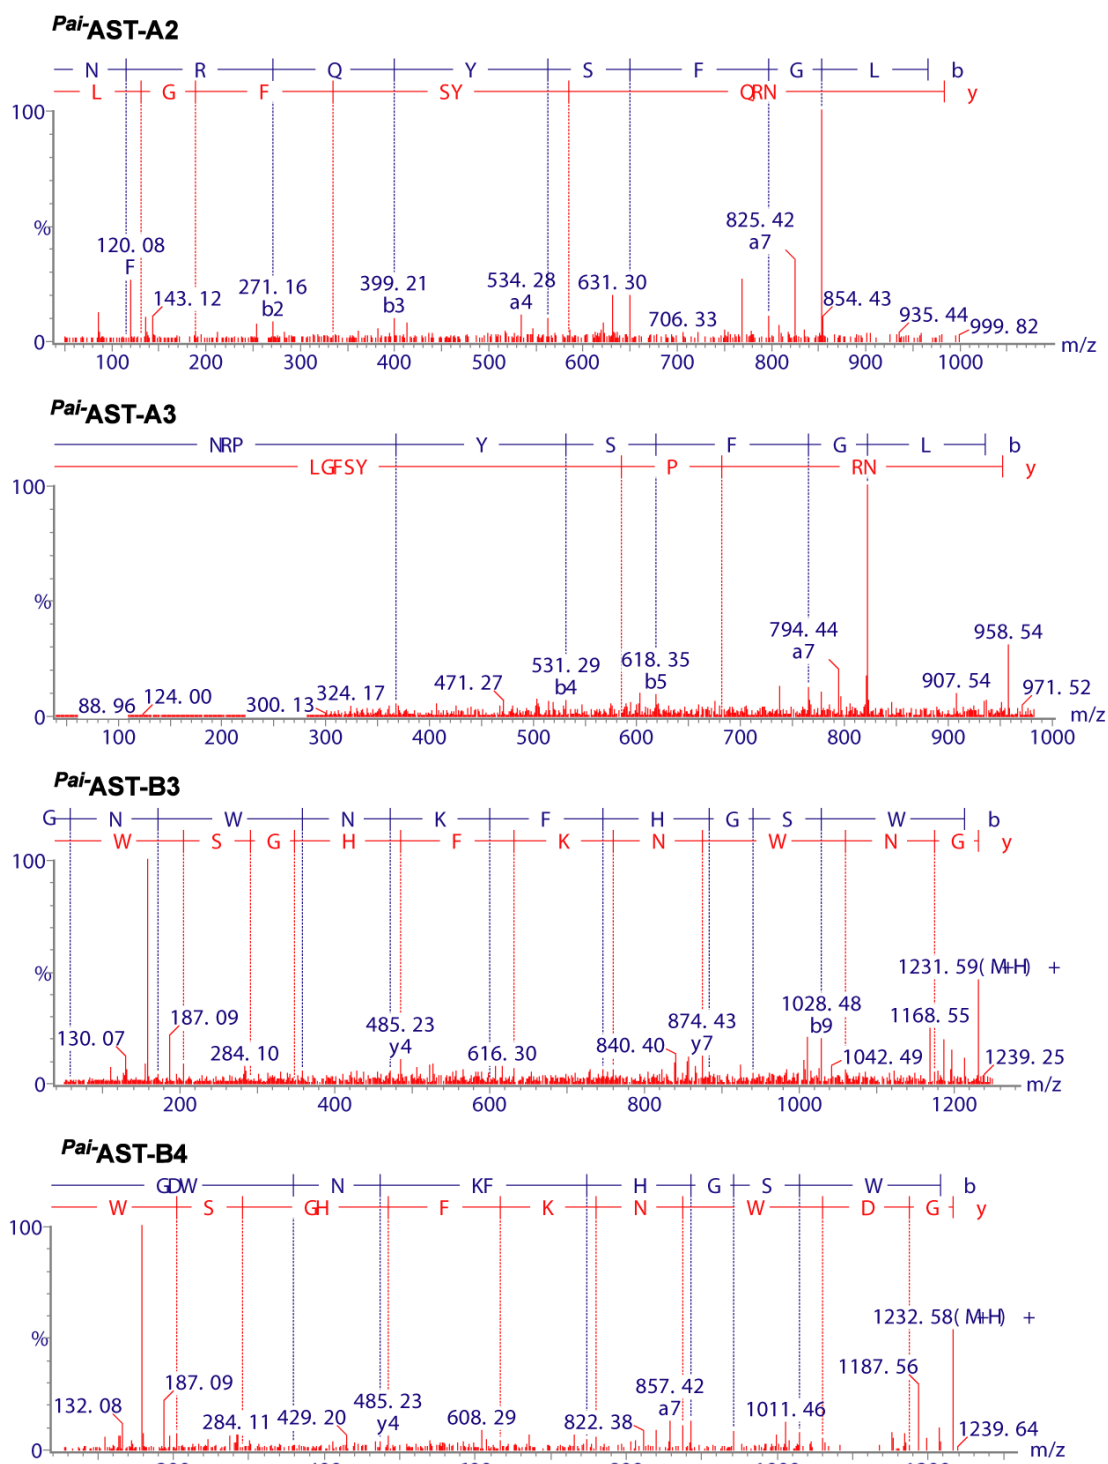 Pai-AST-A2
N R Q Y S F G L b
L G F SY QRN y
100
%
0
120. 08
F
143. 12
271. 16
b2
399. 21
b3
534. 28
a4
631. 30
706. 33
825. 42
a7
854. 43
935. 44
999. 82
100 200 300 400 500 600 700 800 900 1000 m/z
Pai-AST-A3
NRP Y S F G L b
LGFSY P RN y
100
%
0
88. 96
124. 00
300. 13
324. 17
471. 27
531. 29
b4
618. 35
b5
794. 44
a7
907. 54
958. 54
971. 52
100 200 300 400 500 600 700 800 900 1000 m/z
Pai-AST-B3
G N W N K F H G S W b
W S G H F K N W N G y
100
%
0
130. 07
187. 09
284. 10
485. 23
y4
616. 30
840. 40
874. 43
y7
1028. 48
b9
1042. 49
1168. 55
1231. 59( M+H) +
1239. 25
200 400 600 800 1000 1200 m/z
Pai-AST-B4
GDW N KF H G S W b
W S GH F K N W D G y
100
%
0
132. 08
187. 09
284. 11
429. 20
485. 23
y4
608. 29
822. 38
857. 42
a7
1011. 46
1187. 56
1232. 58( M+H) +
1239. 64
m/z